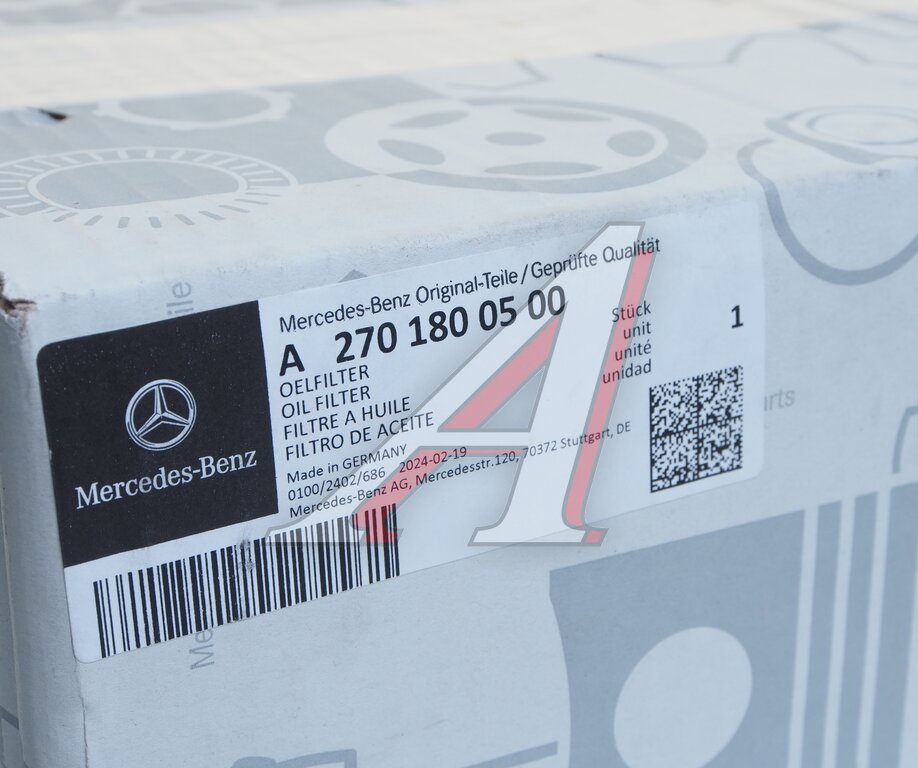 Mercedes-Benz Original-Teile / Geprüfte Qualität
A 270 180 05 00
Stück 1
unit
unité
unidad
OELFILTER
OIL FILTER
FILTRE A HUILE
FILTRO DE ACEITE
Made in GERMANY
0100/2402/686 2024-02-19
Mercedes-Benz AG, Mercedesstr.120, 70372 Stuttgart, DE
Mercedes-Benz